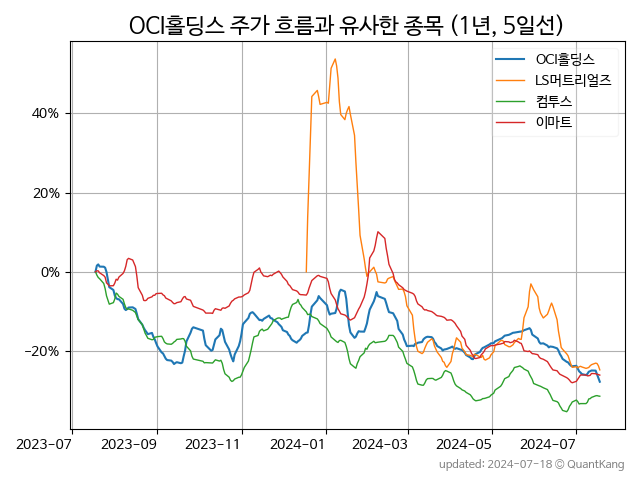 OCI홀딩스 주가 흐름과 유사한 종목 (1년, 5일선)
OCI홀딩스
LS머트리얼즈
컴투스
이마트
40%
20%
0%
−20%
2023-07 2023-09 2023-11 2024-01 2024-03 2024-05 2024-07
updated: 2024-07-18 © QuantKang